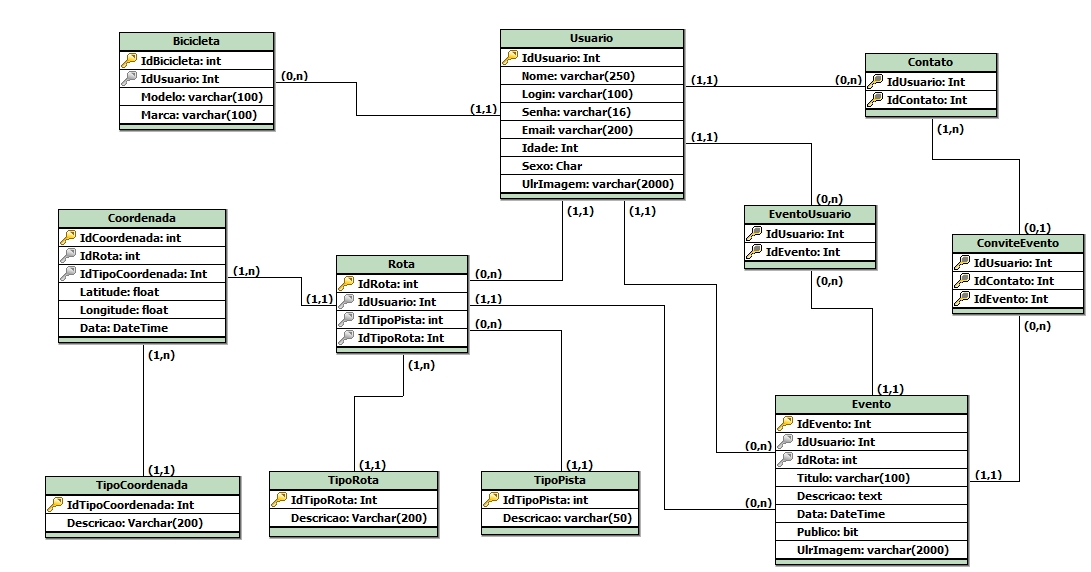 Bicicleta
IdBicicleta: int
IdUsuario: Int
Modelo: varchar(100)
Marca: varchar(100)
(0,n)
(1,1)
Usuario
IdUsuario: Int
Nome: varchar(250)
Login: varchar(100)
Senha: varchar(16)
Email: varchar(200)
Idade: Int
Sexo: Char
UlrImagem: varchar(2000)
(1,1)
(0,n)
Contato
IdUsuario: Int
IdContato: Int
(1,n)
(1,1)
(0,n)
EventoUsuario
IdUsuario: Int
IdEvento: Int
(0,n)
(0,1)
ConviteEvento
IdUsuario: Int
IdContato: Int
IdEvento: Int
(0,n)
(1,1)
(1,1)
Coordenada
IdCoordenada: int
IdRota: int
IdTipoCoordenada: Int
Latitude: float
Longitude: float
Data: DateTime
(1,n)
(1,1)
(1,n)
Rota
IdRota: int
IdUsuario: Int
IdTipoPista: int
IdTipoRota: Int
(0,n)
(1,1)
(0,n)
(1,n)
(1,1)
TipoCoordenada
IdTipoCoordenada: Int
Descricao: Varchar(200)
(1,1)
TipoRota
IdTipoRota: Int
Descricao: Varchar(200)
(1,1)
TipoPista
IdTipoPista: int
Descricao: varchar(50)
(1,1)
Evento
IdEvento: Int
IdUsuario: Int
IdRota: int
Titulo: varchar(100)
Descricao: text
Data: DateTime
Publico: bit
UlrImagem: varchar(2000)
(0,n)
(0,n)
(1,1)